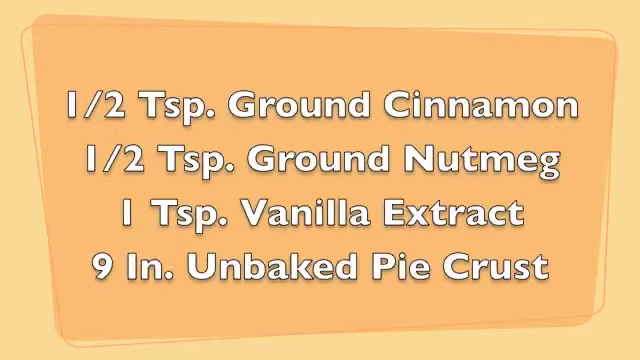 1/2 Tsp. Ground Cinnamon
1/2 Tsp. Ground Nutmeg
1 Tsp. Vanilla Extract
9 In. Unbaked Pie Crust